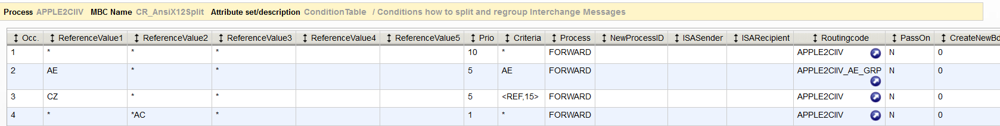 Process APPLE2CIIV MBC Name CR_AnsiX12Split Attribute set/description ConditionTable / Conditions how to split and regroup Interchange Messages
Occ. ReferenceValue1 ReferenceValue2 ReferenceValue3 ReferenceValue4 ReferenceValue5 Prio Criteria Process NewProcessID ISASender ISARecipient Routingcode PassOn CreateNewBo
1 * * * 10 * FORWARD APPLE2CIIV N 0
2 AE * * 5 AE FORWARD APPLE2CIIV_AE_GRP N 0
3 CZ * * 5 <REF,15> FORWARD APPLE2CIIV N 0
4 * *AC * 1 * FORWARD APPLE2CIIV N 0